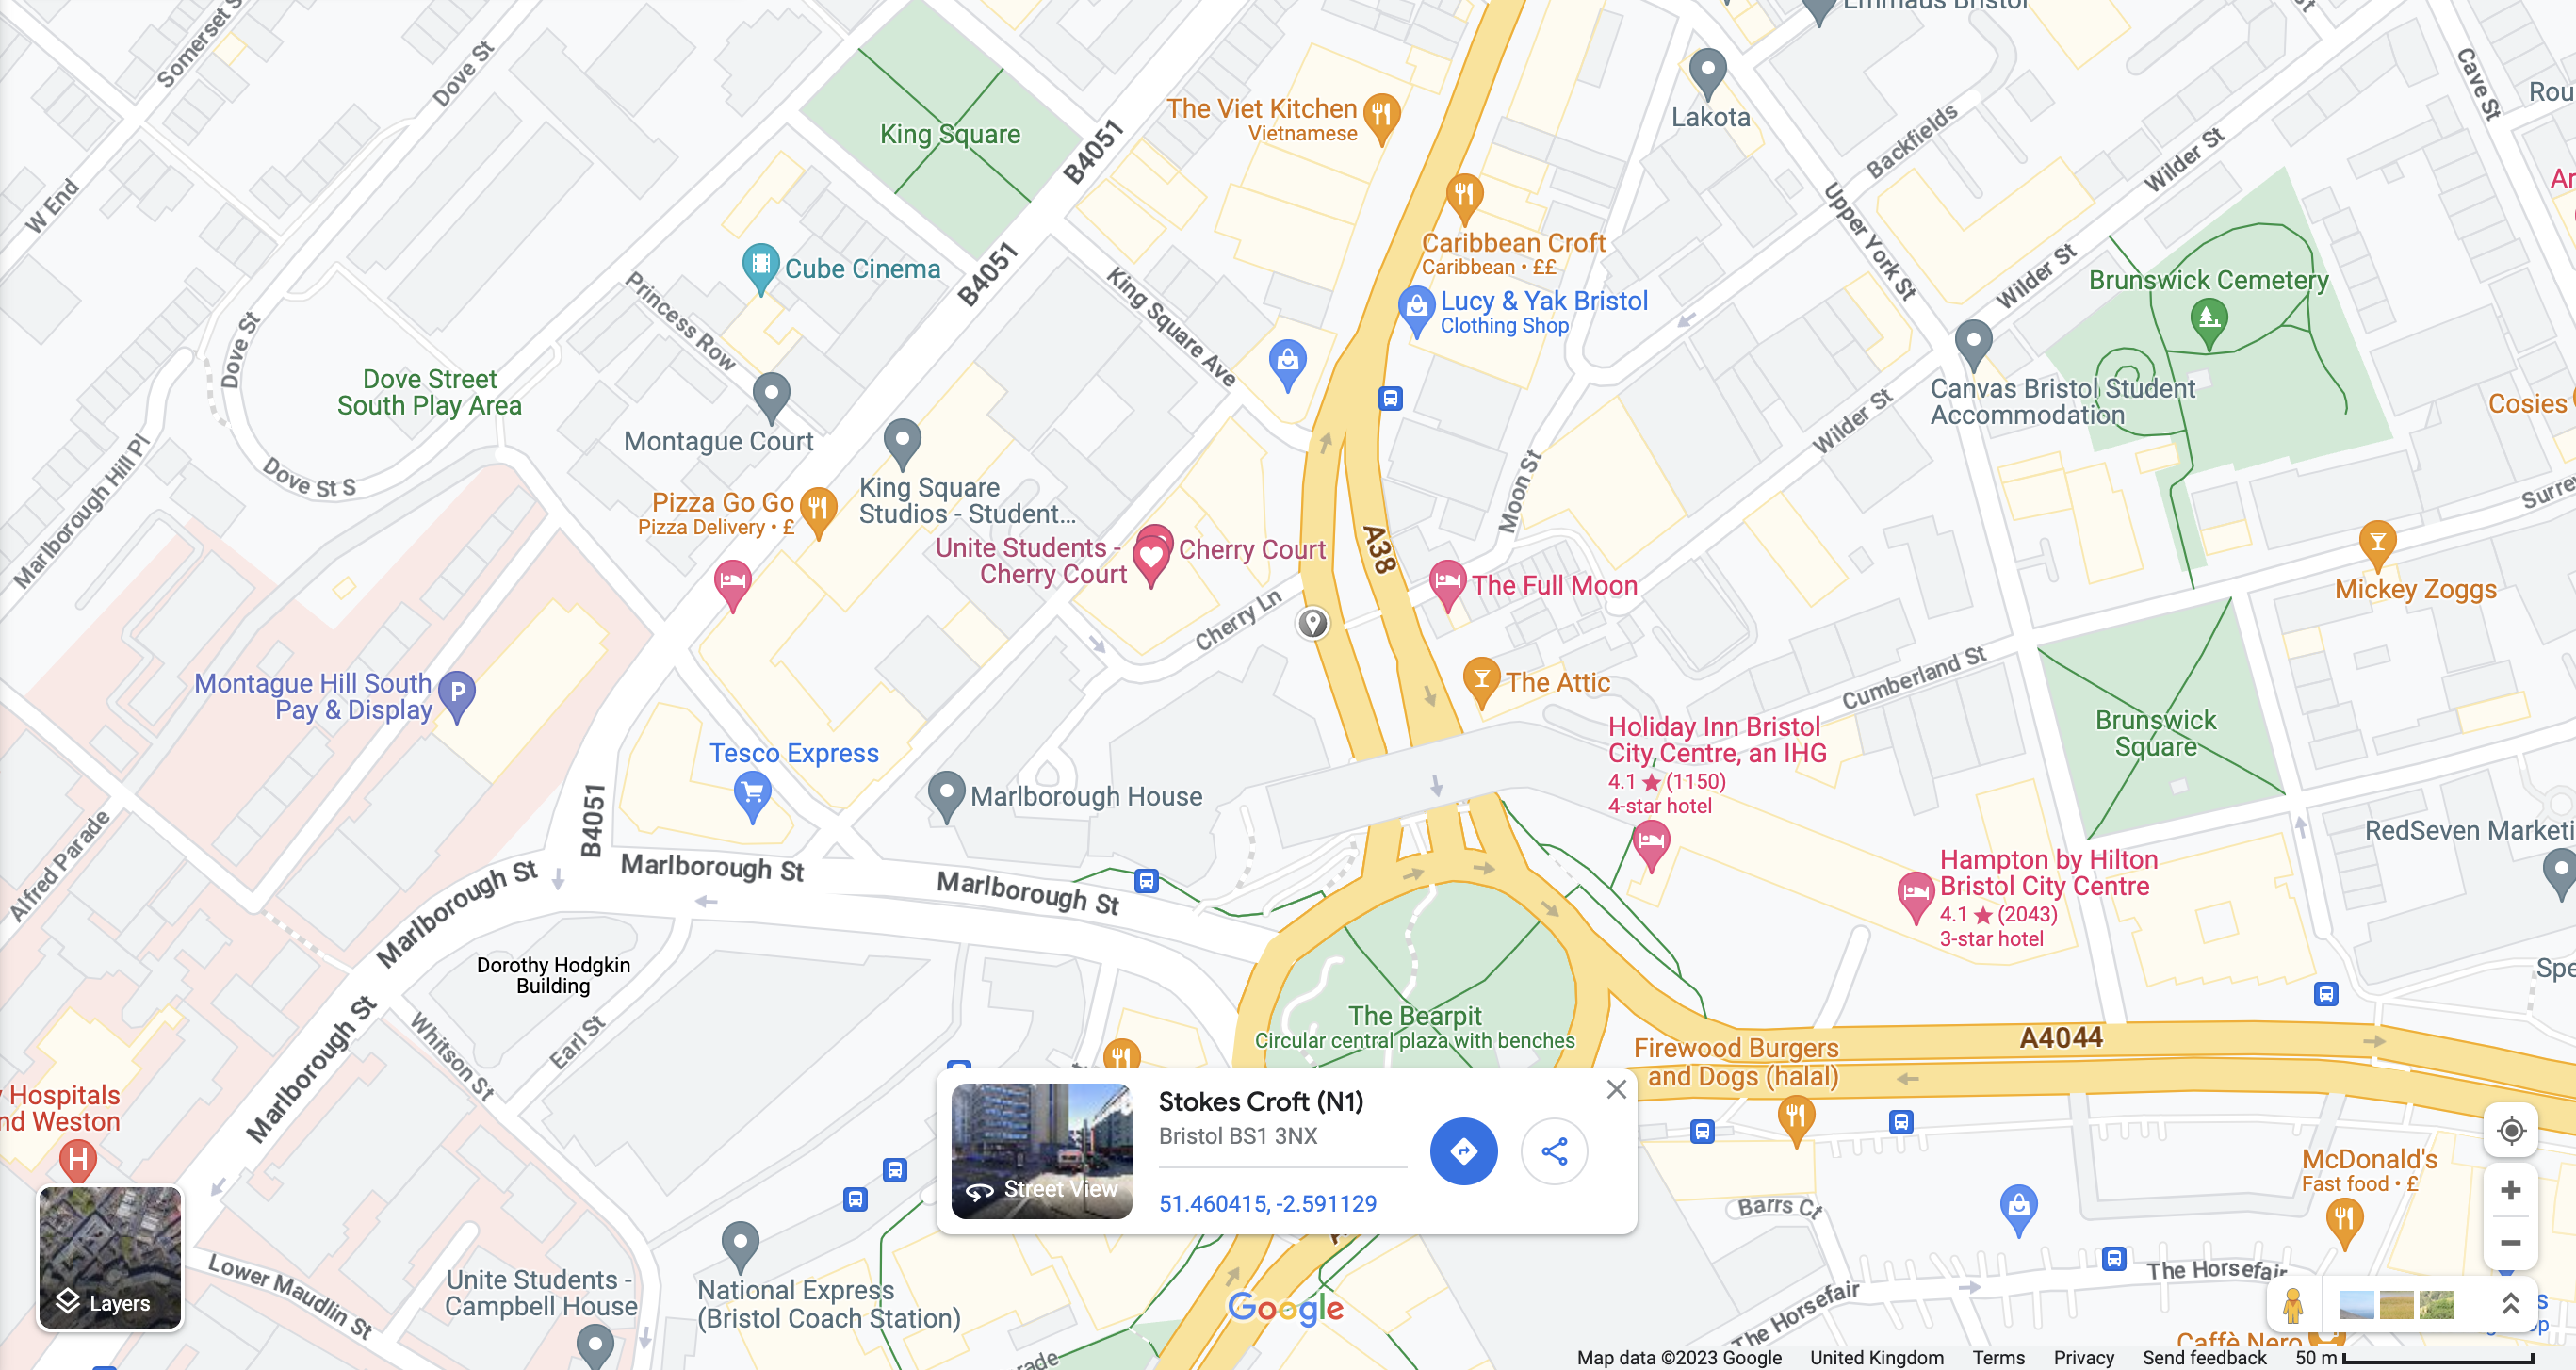 Somerset S
Dove St
Emmaus Bristol
Cave St
Rou
The Viet Kitchen
Vietnamese
Lakota
King Square
B4051
Backfields
Wilder St
Ar
W End
Caribbean Croft
Caribbean • ££
Upper York St
Cube Cinema
B4051
Princess Row
King Square Ave
Lucy & Yak Bristol
Clothing Shop
Wilder St
Brunswick Cemetery
Dove St
Dove Street
South Play Area
Canvas Bristol Student
Accommodation
Cosies
Montague Court
Wilder St
Marlborough Hill Pl
Dove St S
King Square
Studios - Student...
Moon St
Surre
Pizza Go Go
Pizza Delivery • £
Unite Students -
Cherry Court
Cherry Court
A38
The Full Moon
Mickey Zoggs
Cherry Ln
Montague Hill South
Pay & Display
P
The Attic
Cumberland St
Brunswick
Square
Holiday Inn Bristol
City Centre, an IHG
4.1 ★ (1150)
4-star hotel
Tesco Express
Marlborough House
B4051
Alfred Parade
RedSeven Marketi
Marlborough St
Marlborough St
Marlborough St
Hampton by Hilton
Bristol City Centre
4.1 ★ (2043)
3-star hotel
Dorothy Hodgkin
Building
Spe
Marlborough St
Whitson St
Earl St
The Bearpit
Circular central plaza with benches
A4044
Firewood Burgers
and Dogs (halal)
y Hospitals
nd Weston
H
Stokes Croft (N1)
Bristol BS1 3NX
51.460415, -2.591129
Street View
McDonald's
Fast food • £
Barrs Ct
The Horsefair
The Horsefair
Lower Maudlin St
Unite Students -
Campbell House
National Express
(Bristol Coach Station)
Layers
Google
rade
Caffè Nero
Map data ©2023 Google
United Kingdom
Terms
Privacy
Send feedback
50 m